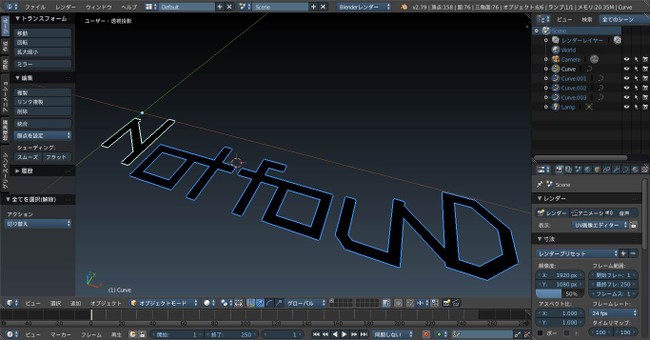 ファイル レンダー ウィンドウ ヘルプ Default Scene Blenderレンダー v2.79 | 頂点:158 | 面:76 | 三角面:76 | オブジェクト:0/6 | ランプ:1/1 | メモリ:20.35M | Curve
ユーザー・透視投影
トランスフォーム
移動
回転
拡大縮小
ミラー
編集
複製
リンク複製
削除
統合
原点を設定
シェーディング:
スムーズ フラット
履歴
全てを選択(解除)
アクション
切り替え
Not foUND
(1) Curve
ビュー 選択 追加 オブジェクト オブジェクトモード グローバル
ビュー マーカー フレーム 再生 開始: 1 終了: 250 1 同期しない
ビュー 検索 全てのシーン
Scene
レンダーレイヤー
World
Camera
Curve
Curve.001
Curve.002
Curve.003
Lamp
Scene
レンダー
レンダー アニメーション 音声
表示: UV/画像エディター
寸法
レンダープリセット
解像度: フレーム範囲:
X: 1920 px 開始フレー: 1
Y: 1080 px 最終フレ: 250
50% フレームス: 1
アスペクト比: フレームレート:
X: 1.000 24 fps
Y: 1.000 タイムリマップ:
ボー 100 100